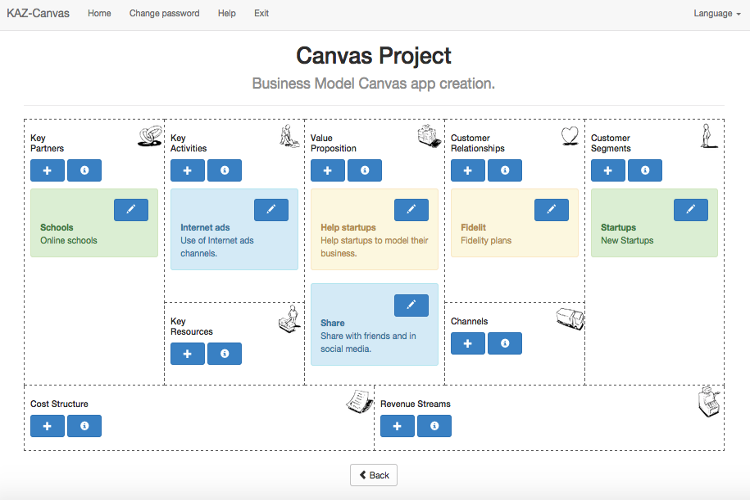 KAZ-Canvas Home Change password Help Exit Language
Canvas Project
Business Model Canvas app creation.
Key
Partners
Schools
Online schools
Key
Activities
Internet ads
Use of Internet ads
channels.
Key
Resources
Value
Proposition
Help startups
Help startups to model their
business.
Share
Share with friends and in
social media.
Customer
Relationships
Fidelit
Fidelity plans
Channels
Customer
Segments
Startups
New Startups
Cost Structure
Revenue Streams
Back